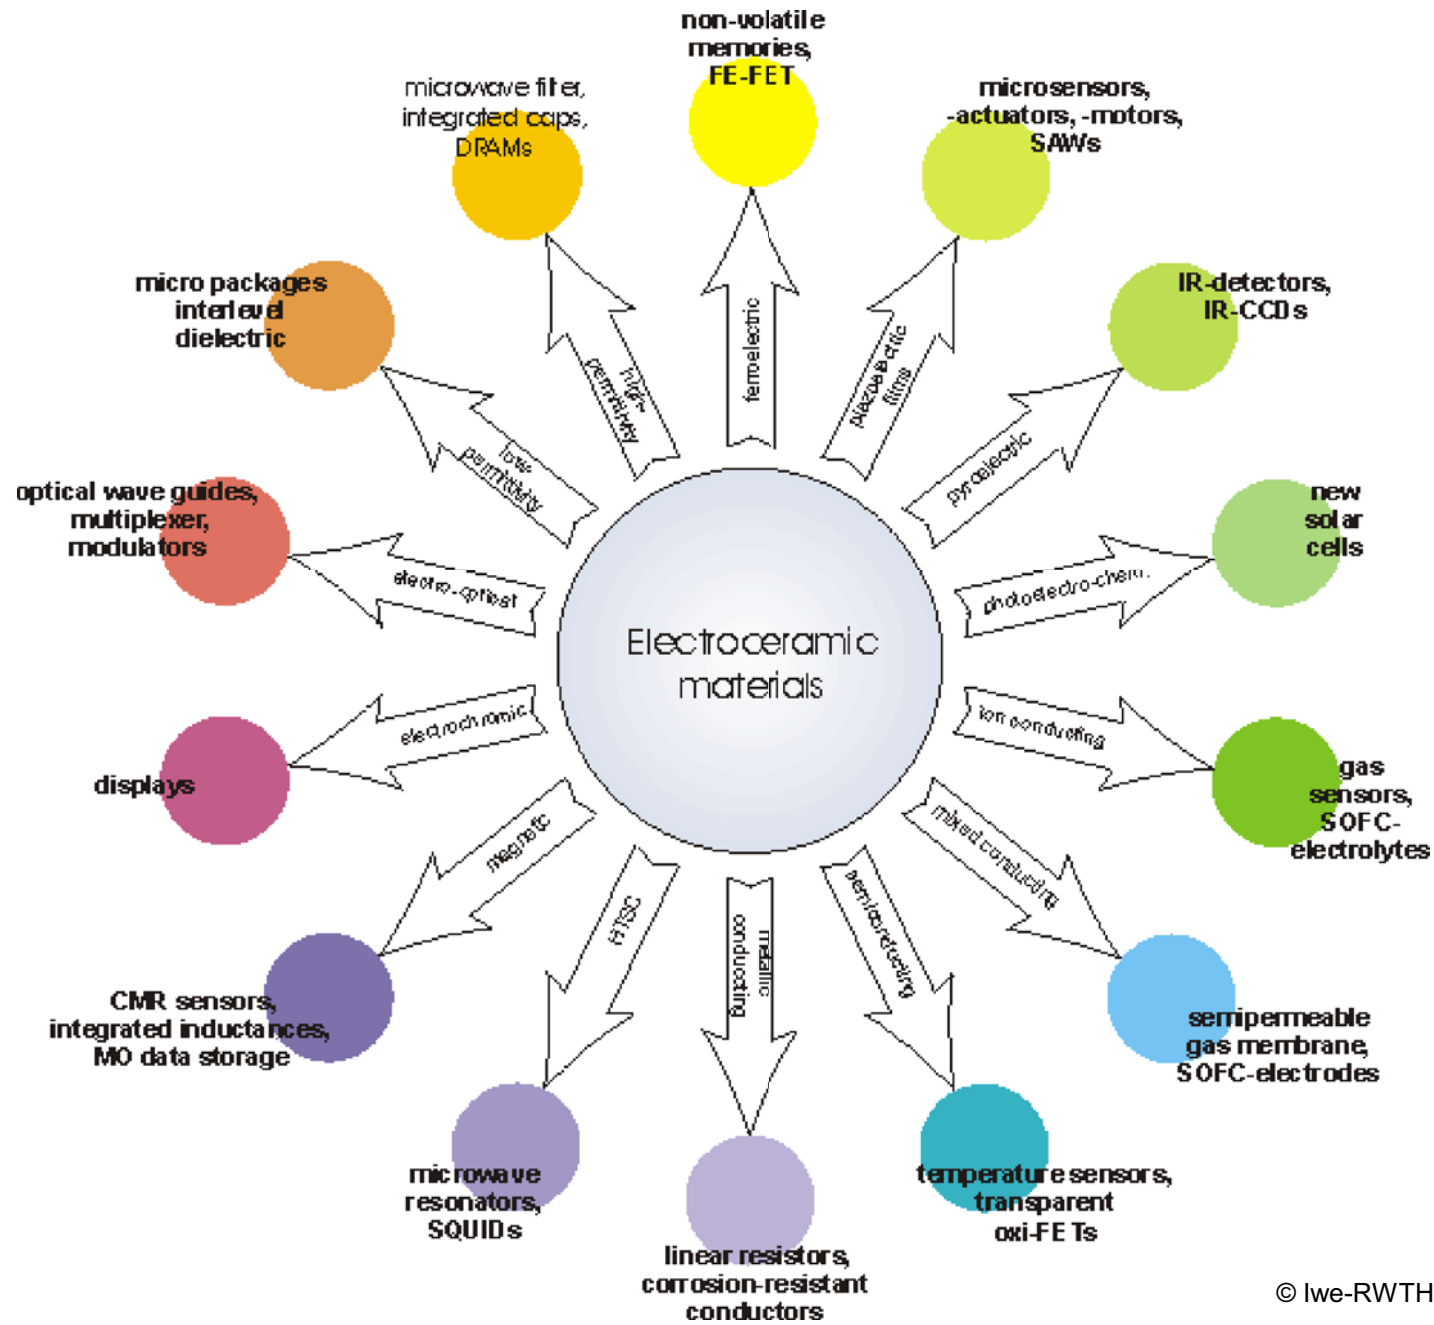 non-volatile
memories,
FE-FET
microwave filter,
integrated caps,
DRAMs
microsensors,
-actuators, -motors,
SAWs
micro packages
interlevel
dielectric
IR-detectors,
IR-CCDs
high-
permittivity
ferroelectric
piezoelectric
films
low-
permittivity
pyroelectric
optical wave guides,
multiplexer,
modulators
new
solar
cells
electro-optical
photoelectro-chem.
Electroceramic
materials
electrochromic
ion conducting
displays
gas
sensors,
SOFC-
electrolytes
magnetic
mixed conducting
HTSC
metallic
conducting
semiconducting
CMR sensors,
integrated inductances,
MO data storage
semipermeable
gas membrane,
SOFC-electrodes
microwave
resonators,
SQUIDs
temperature sensors,
transparent
oxi-FETs
linear resistors,
corrosion-resistant
conductors
© Iwe-RWTH